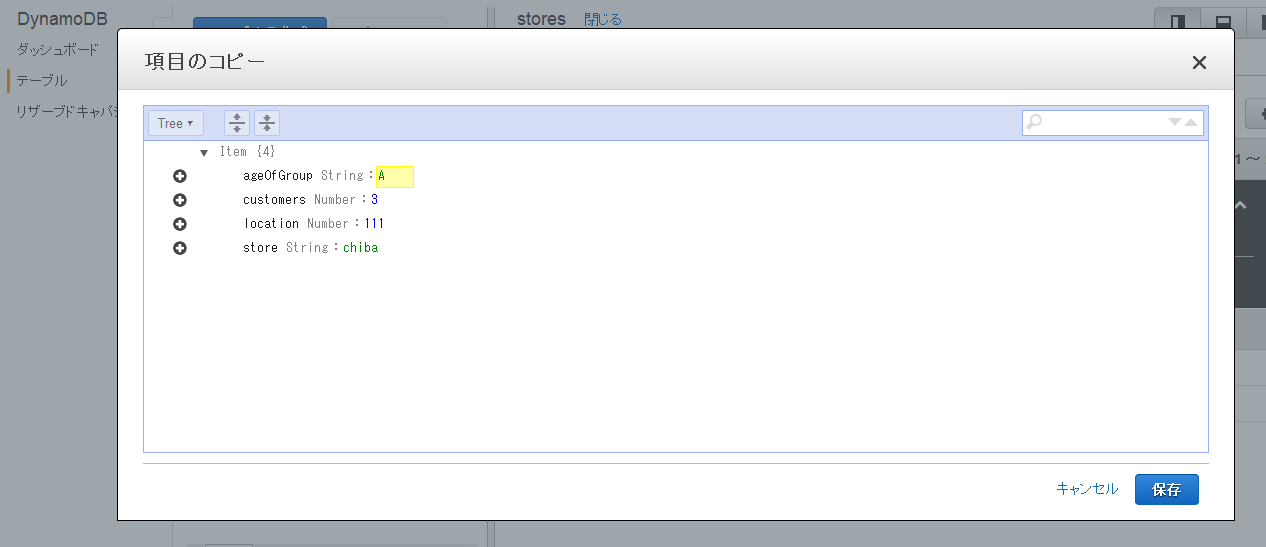 DynamoDB
ダッシュボード
テーブル
リザーブドキャパシ
stores 閉じる
項目のコピー
Tree
Item {4}
ageOfGroup String : A
customers Number : 3
location Number : 111
store String : chiba
1 ～
キャンセル
保存